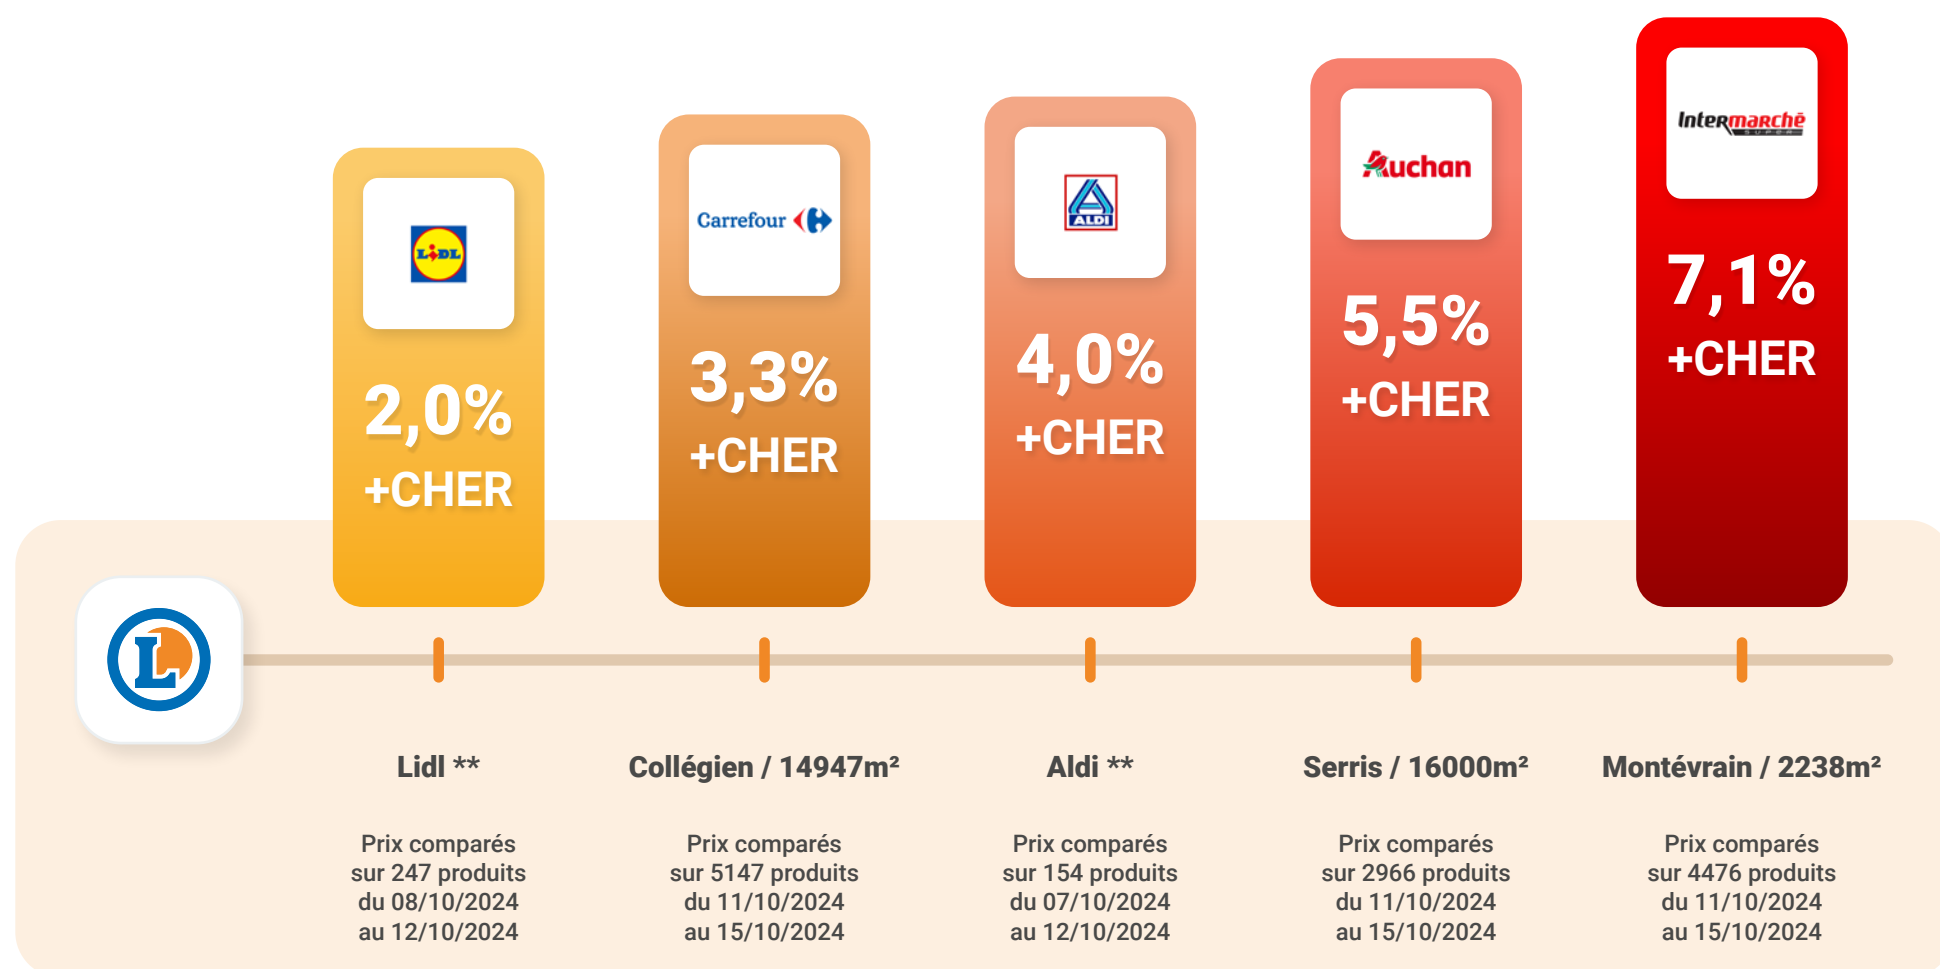 LIDL
2,0%
+CHER
Carrefour
3,3%
+CHER
ALDI
4,0%
+CHER
Auchan
5,5%
+CHER
Intermarchē
SUPER
7,1%
+CHER
L
Lidl **
Prix comparés
sur 247 produits
du 08/10/2024
au 12/10/2024
Collégien / 14947m²
Prix comparés
sur 5147 produits
du 11/10/2024
au 15/10/2024
Aldi **
Prix comparés
sur 154 produits
du 07/10/2024
au 12/10/2024
Serris / 16000m²
Prix comparés
sur 2966 produits
du 11/10/2024
au 15/10/2024
Montévrain / 2238m²
Prix comparés
sur 4476 produits
du 11/10/2024
au 15/10/2024